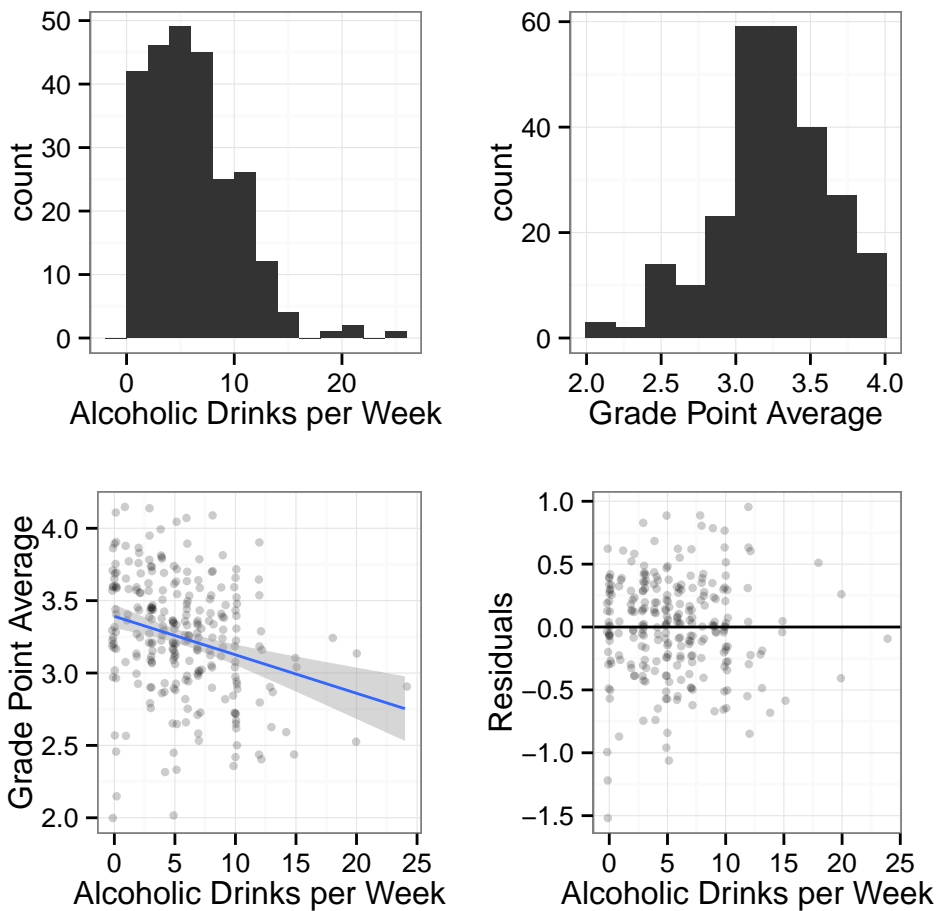 50
40
30
20
10
0
count
0 10 20
Alcoholic Drinks per Week
60
40
20
0
count
2.0 2.5 3.0 3.5 4.0
Grade Point Average
4.0
3.5
3.0
2.5
2.0
Grade Point Average
0 5 10 15 20 25
Alcoholic Drinks per Week
1.0
0.5
0.0
−0.5
−1.0
−1.5
Residuals
0 5 10 15 20 25
Alcoholic Drinks per Week